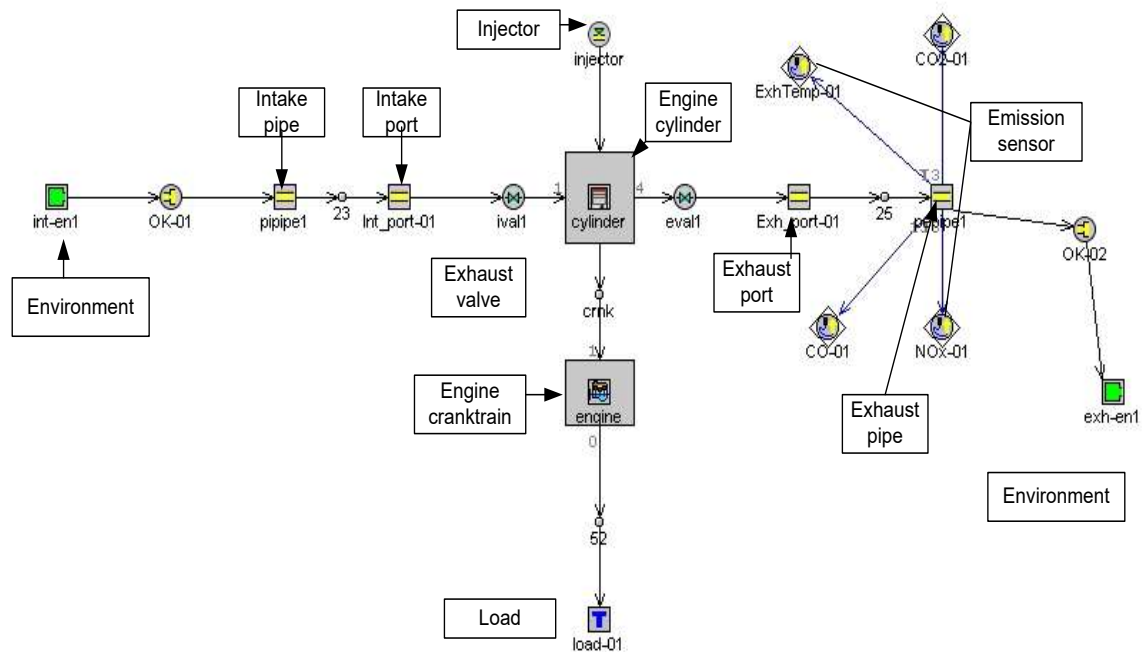 Injector
injector
CO2-01
ExhTemp-01
Intake
pipe
Intake
port
Engine
cylinder
Emission
sensor
int-en1
OK-01
pipipe1
23
Int_port-01
ival1
1
cylinder
4
eval1
Exh_port-01
25
13
pepipe1
OK-02
Environment
Exhaust
valve
crnk
Exhaust
port
CO-01
NOx-01
1
Engine
cranktrain
engine
0
Exhaust
pipe
exh-en1
Environment
52
Load
load-01